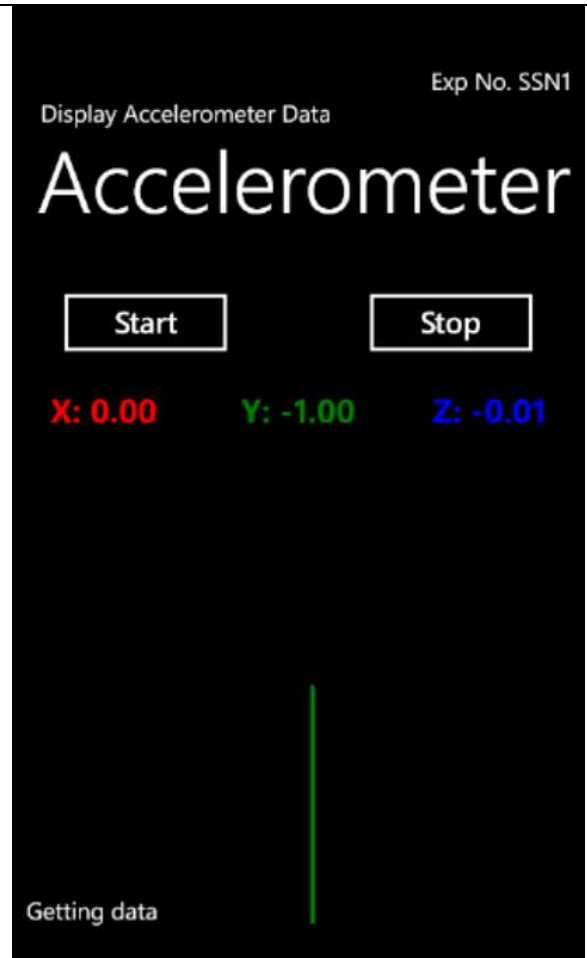 Exp No. SSN1
Display Accelerometer Data
Accelerometer
Start Stop
X: 0.00 Y: -1.00 Z: -0.01
Getting data